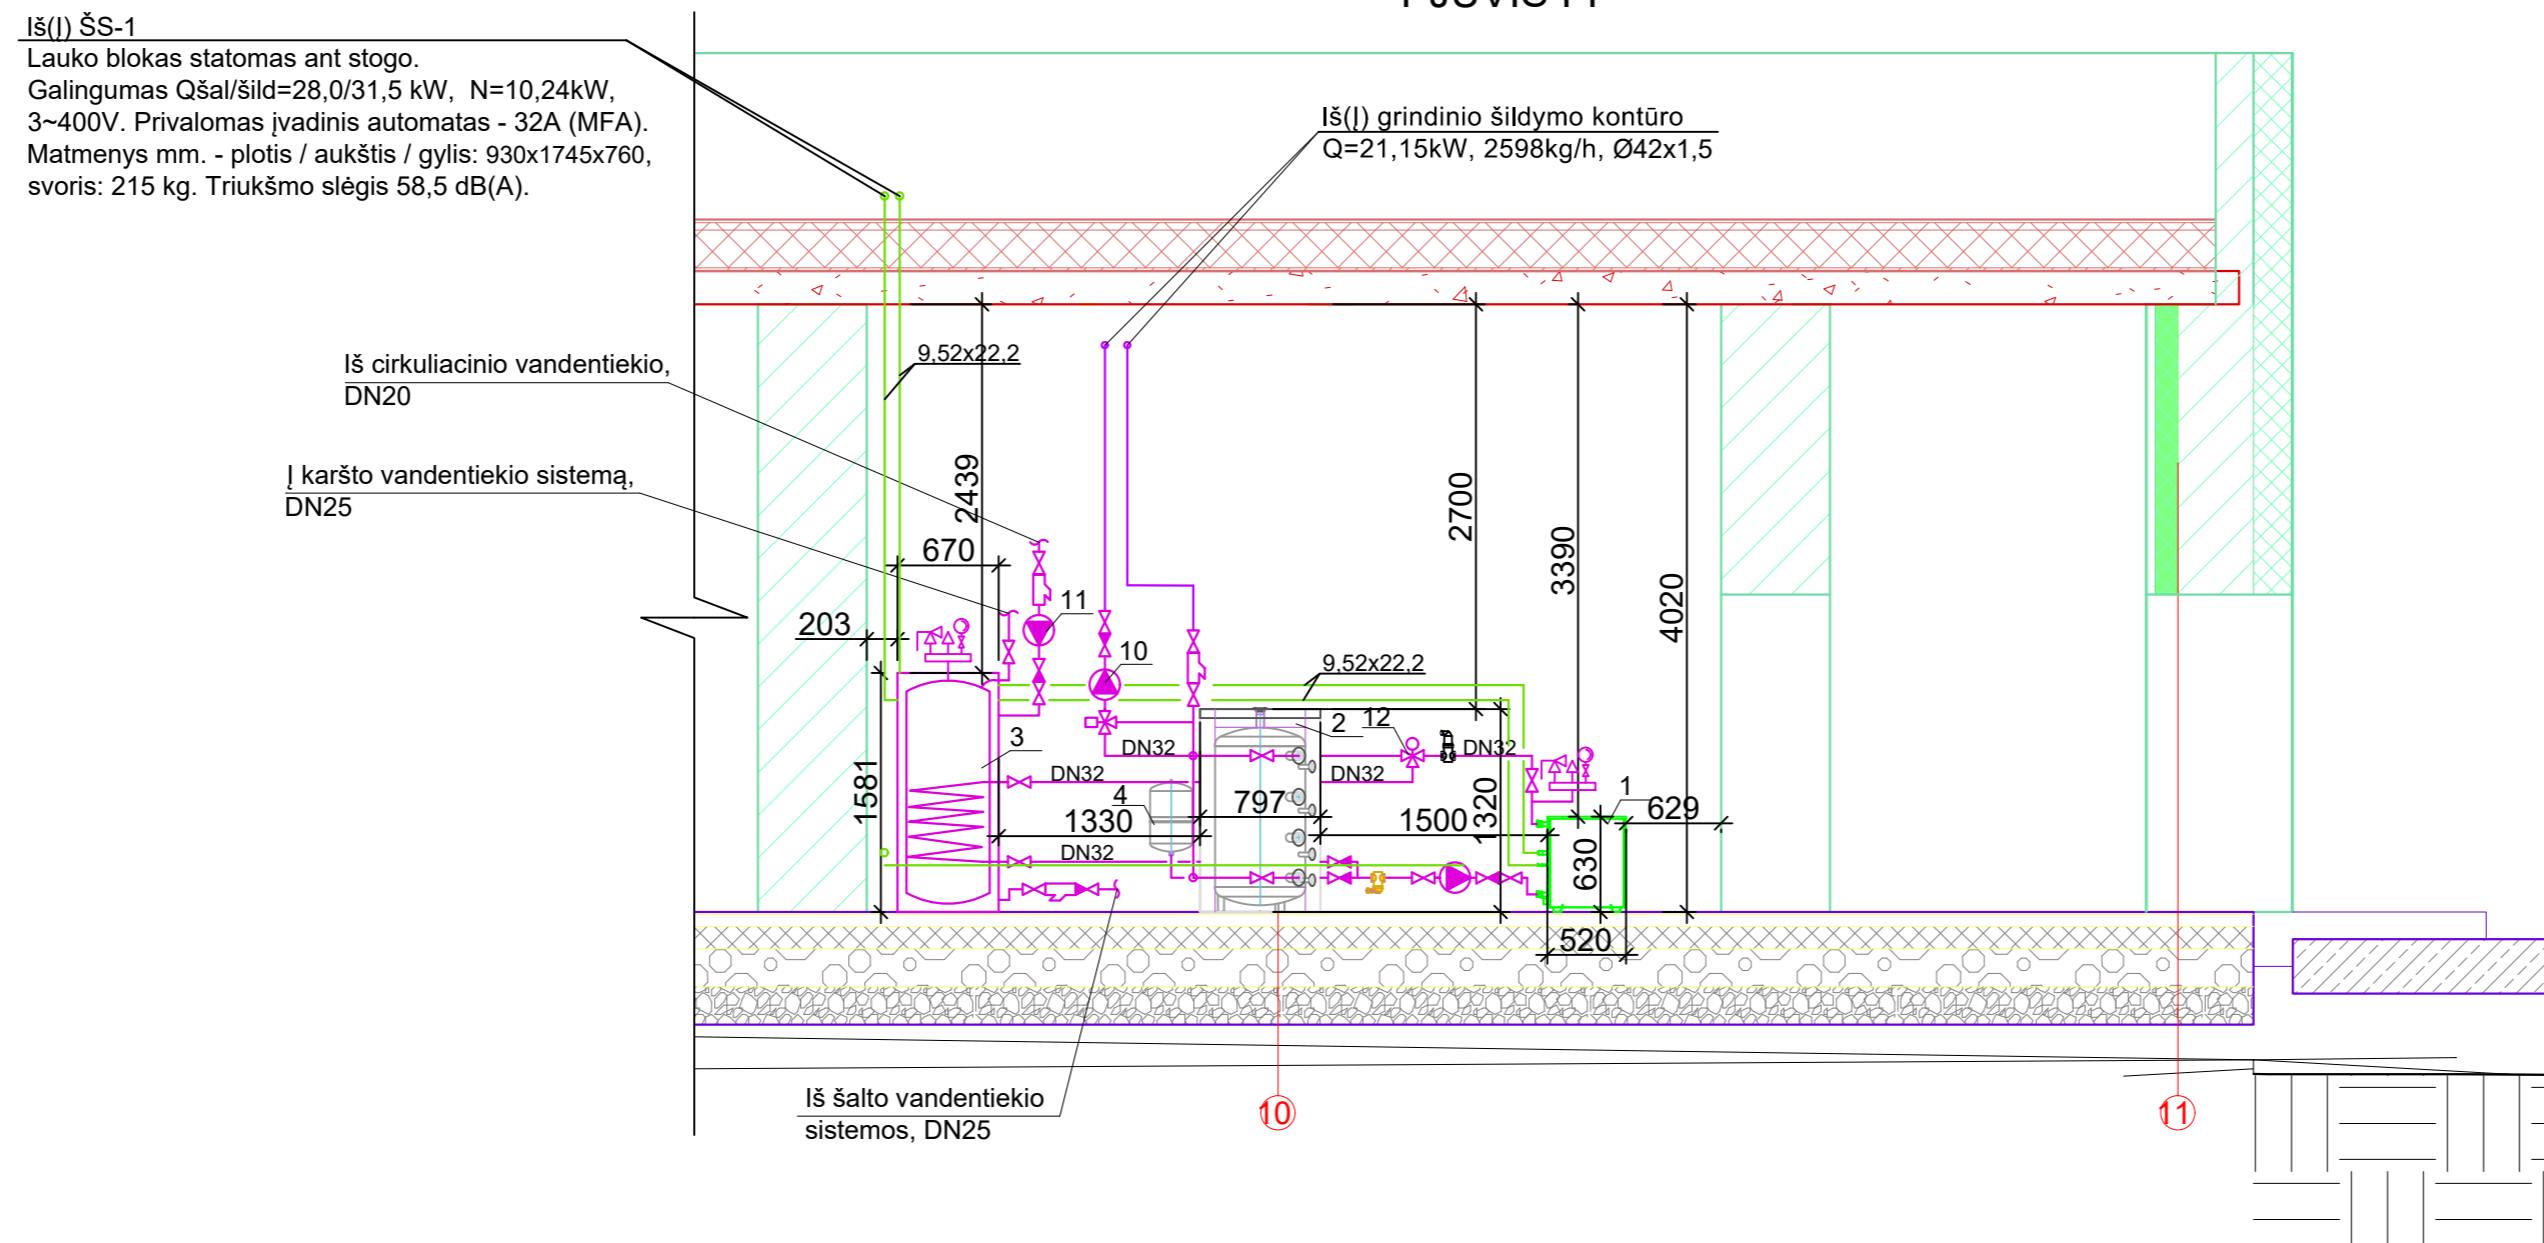 Iš(Į) ŠS-1
Lauko blokas statomas ant stogo.
Galingumas Qšal/šild=28,0/31,5 kW, N=10,24kW,
3~400V. Privalomas įvadinis automatas - 32A (MFA).
Matmenys mm. - plotis / aukštis / gylis: 930x1745x760,
svoris: 215 kg. Triukšmo slėgis 58,5 dB(A).
Iš(Į) grindinio šildymo kontūro
Q=21,15kW, 2598kg/h, Ø42x1,5
Iš cirkuliacinio vandentiekio,
DN20
9,52x22,2
Į karšto vandentiekio sistemą,
DN25
2439
2700
3390
4020
670
203
11
10
9,52x22,2
3
2
12
DN32
DN32
DN32
DN32
1581
4
797
1330
1320
1500
1
629
DN32
630
520
Iš šalto vandentiekio
sistemos, DN25
10
11